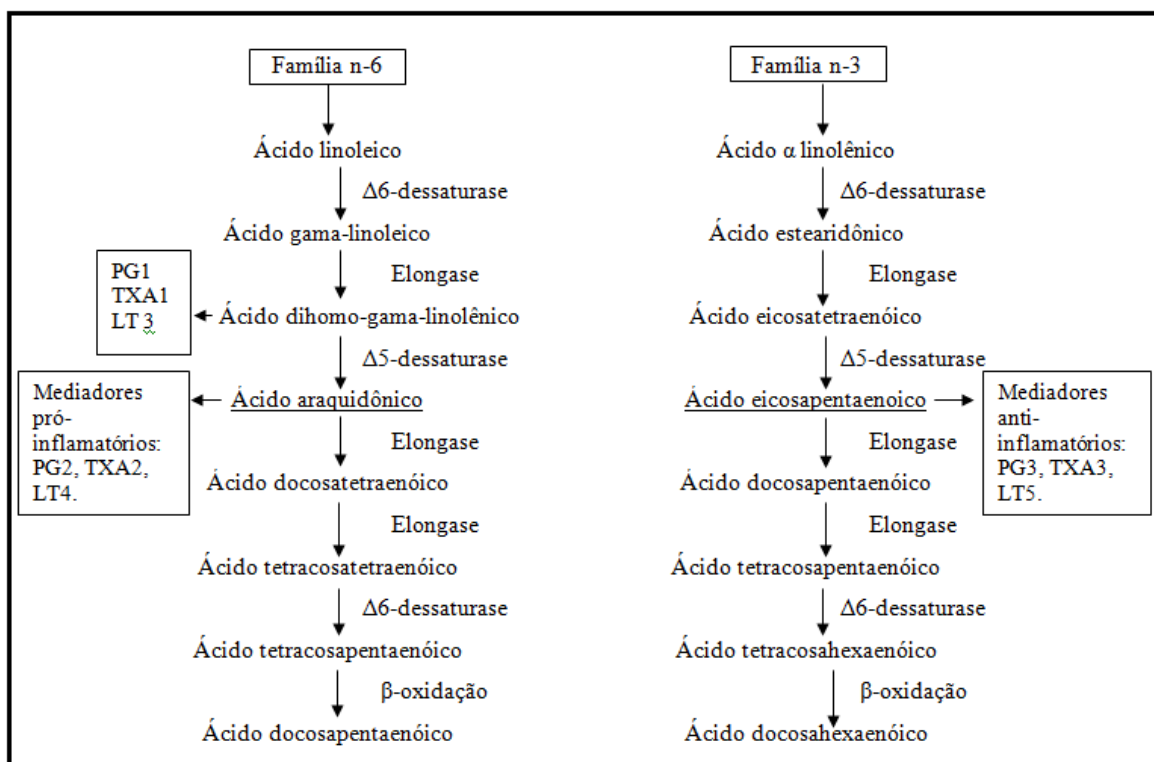 Família n-6
Ácido linoleico
Δ6-dessaturase
Ácido gama-linoleico
Elongase
PG1
TXA1
LT 3
Ácido dihomo-gama-linolênico
Δ5-dessaturase
Mediadores
pró-
inflamatórios:
PG2, TXA2,
LT4.
Ácido araquidônico
Elongase
Ácido docosatetraenóico
Elongase
Ácido tetracosatetraenóico
Δ6-dessaturase
Ácido tetracosapentaenóico
β-oxidação
Ácido docosapentaenóico
Família n-3
Ácido α linolênico
Δ6-dessaturase
Ácido estearidônico
Elongase
Ácido eicosatetraenóico
Δ5-dessaturase
Ácido eicosapentaenoico
Mediadores
anti-
inflamatórios:
PG3, TXA3,
LT5.
Elongase
Ácido docosapentaenóico
Elongase
Ácido tetracosapentaenóico
Δ6-dessaturase
Ácido tetracosahexaenóico
β-oxidação
Ácido docosahexaenóico